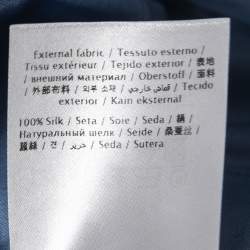 External fabric / Tessuto esterno /
Tissu extérieur / Tejido exterior / 表地
/ внешний материал / Oberstoff / 面料
/ 外部布料 / 외부 소재 / قماش خارجي / Tecido
exterior / Kain eksternal
100% Silk / Seta / Soie / Seda / 絹 /
Натуральный шелк / Seide / 桑蚕丝 /
蠶絲 / 견 / حرير / Seda / Sutera